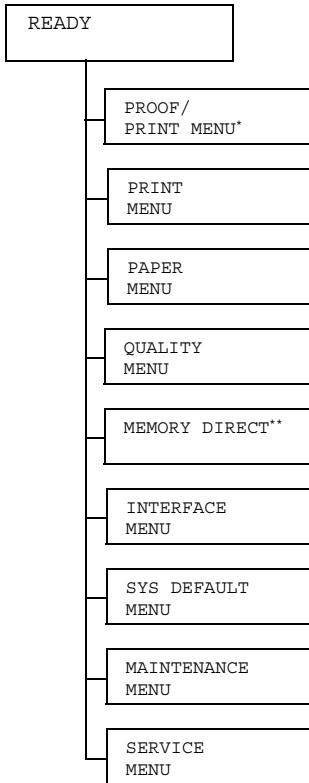 READY
PROOF/
PRINT MENU*
PRINT
MENU
PAPER
MENU
QUALITY
MENU
MEMORY DIRECT**
INTERFACE
MENU
SYS DEFAULT
MENU
MAINTENANCE
MENU
SERVICE
MENU